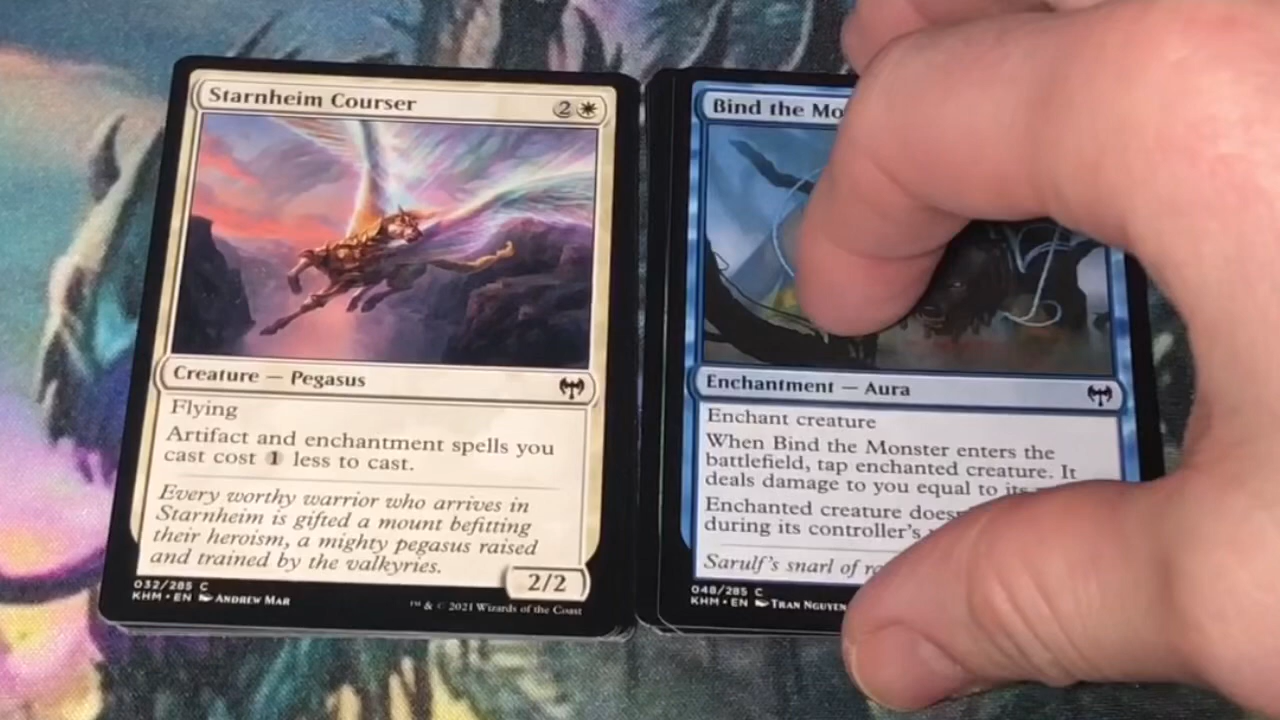 Starnheim Courser 2
Creature — Pegasus
Flying
Artifact and enchantment spells you
cast cost 1 less to cast.
Every worthy warrior who arrives in
Starnheim is gifted a mount befitting
their heroism, a mighty pegasus raised
and trained by the valkyries.
2/2
032/285 C
KHM • EN ANDREW MAR
™ & © 2021 Wizards of the Coast
Bind the Mo
Enchantment — Aura
Enchant creature
When Bind the Monster enters the
battlefield, tap enchanted creature. It
deals damage to you equal to its
Enchanted creature
during its controller's
Sarulf's snarl of
048/285 C
KHM • EN TRAN NGUYEN